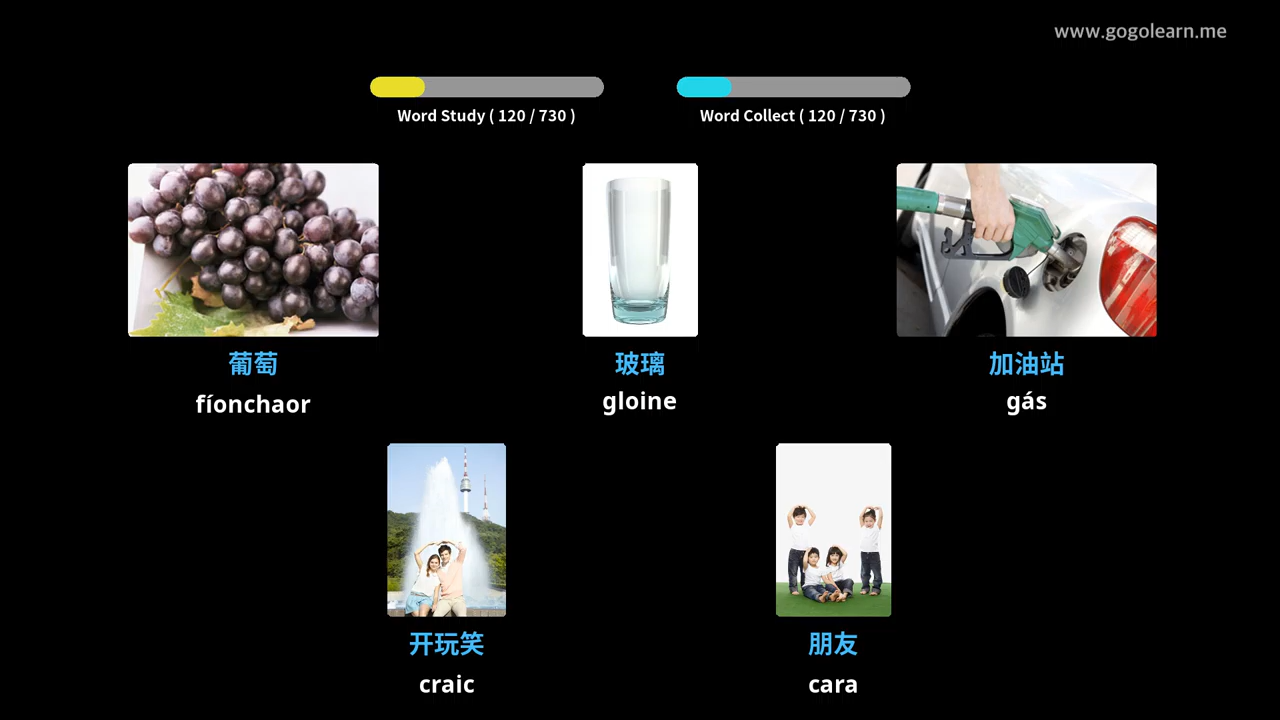 www.gogolearn.me
Word Study ( 120 / 730 )
Word Collect ( 120 / 730 )
葡萄
fíonchaor
玻璃
gloine
加油站
gás
开玩笑
craic
朋友
cara